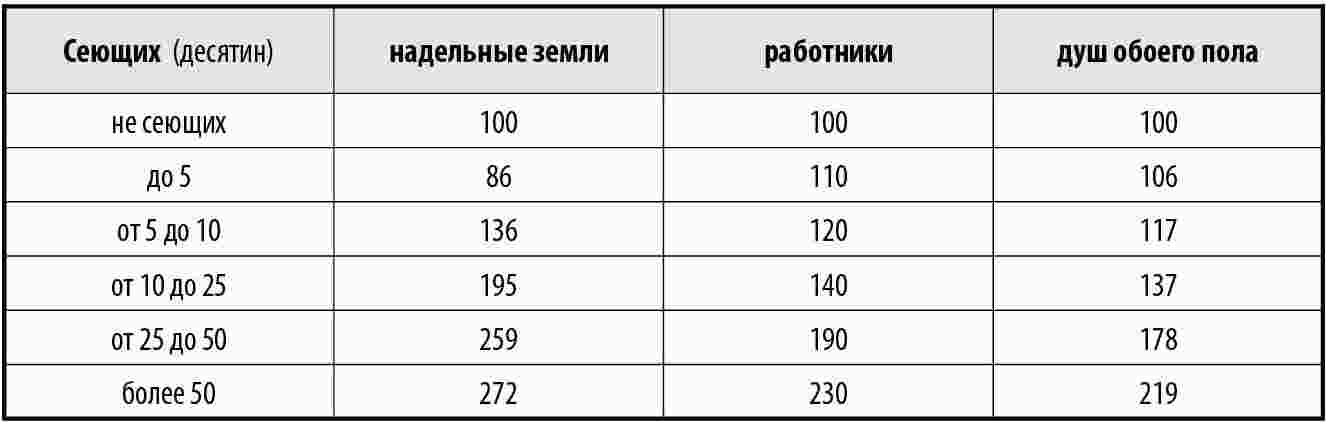 Сеющих (десятин) надельные земли работники душ обоего пола
не сеющих 100 100 100
до 5 86 110 106
от 5 до 10 136 120 117
от 10 до 25 195 140 137
от 25 до 50 259 190 178
более 50 272 230 219